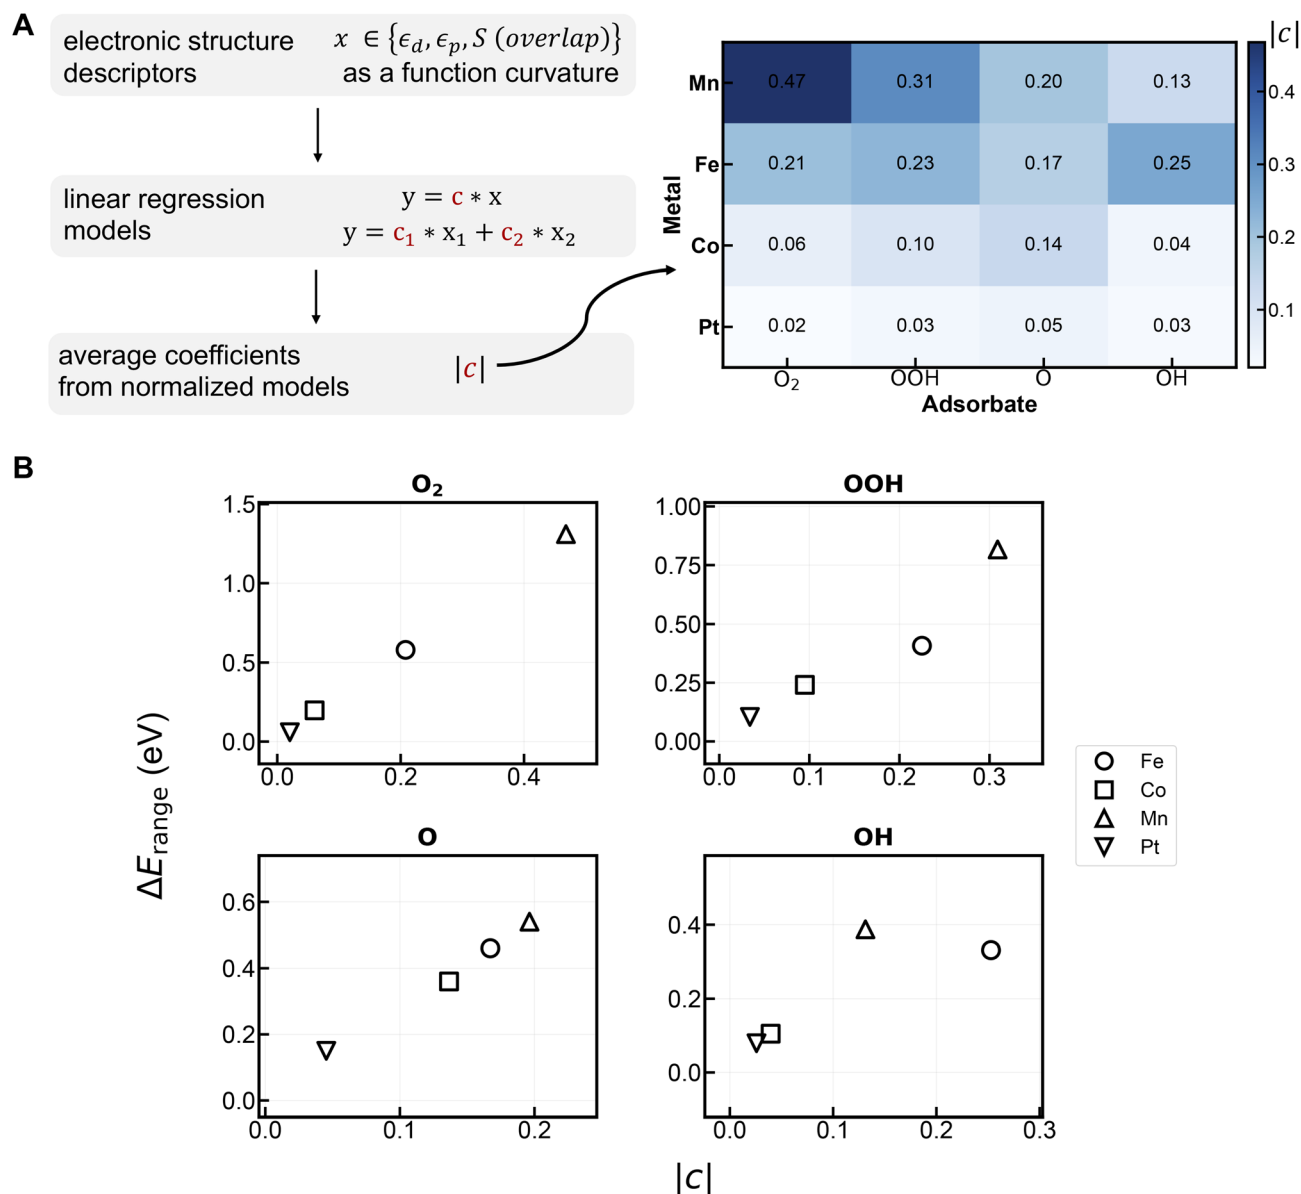 A
electronic structure
descriptors
x ∈ {ϵ_d, ϵ_p, S (overlap)}
as a function curvature
linear regression
models
y = c ∗ x
y = c₁ ∗ x₁ + c₂ ∗ x₂
average coefficients
from normalized models
|c|
|c|
Metal
Mn
0.47 0.31 0.20 0.13
Fe
0.21 0.23 0.17 0.25
Co
0.06 0.10 0.14 0.04
Pt
0.02 0.03 0.05 0.03
O₂ OOH O OH
Adsorbate
0.4
0.3
0.2
0.1
B
ΔE_range (eV)
O₂
1.5
1.0
0.5
0.0
0.0 0.2 0.4
OOH
1.00
0.75
0.50
0.25
0.00
0.0 0.1 0.2 0.3
O
0.6
0.4
0.2
0.0
0.0 0.1 0.2
OH
0.4
0.2
0.0
0.0 0.1 0.2 0.3
Fe
Co
Mn
Pt
|c|